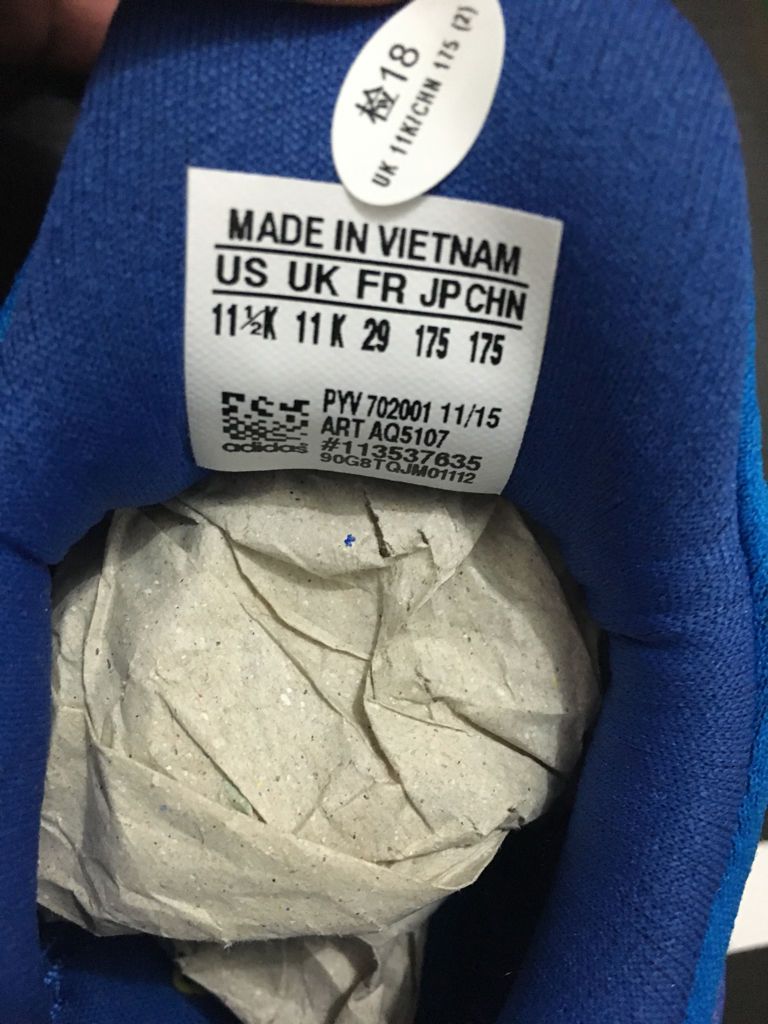 检18
UK 11K/CHN 175 (2)
MADE IN VIETNAM
US UK FR JP CHN
11½K 11K 29 175 175
PYV 702001 11/15
ART AQ5107
#113537635
90G8TQJM01112
adidas